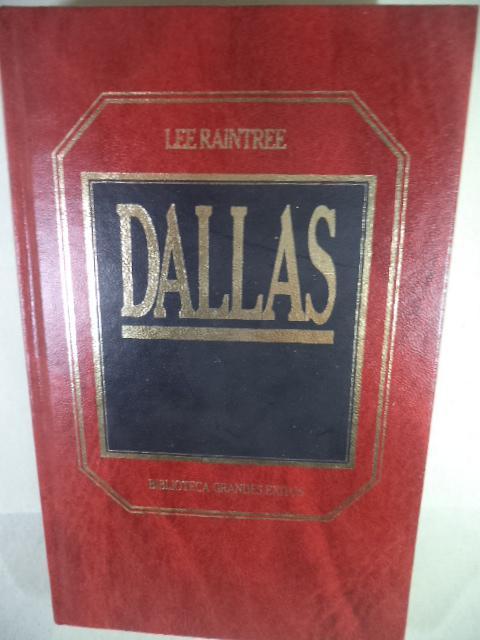 LEE RAINTREE
DALLAS
BIBLIOTECA GRANDES EXITOS